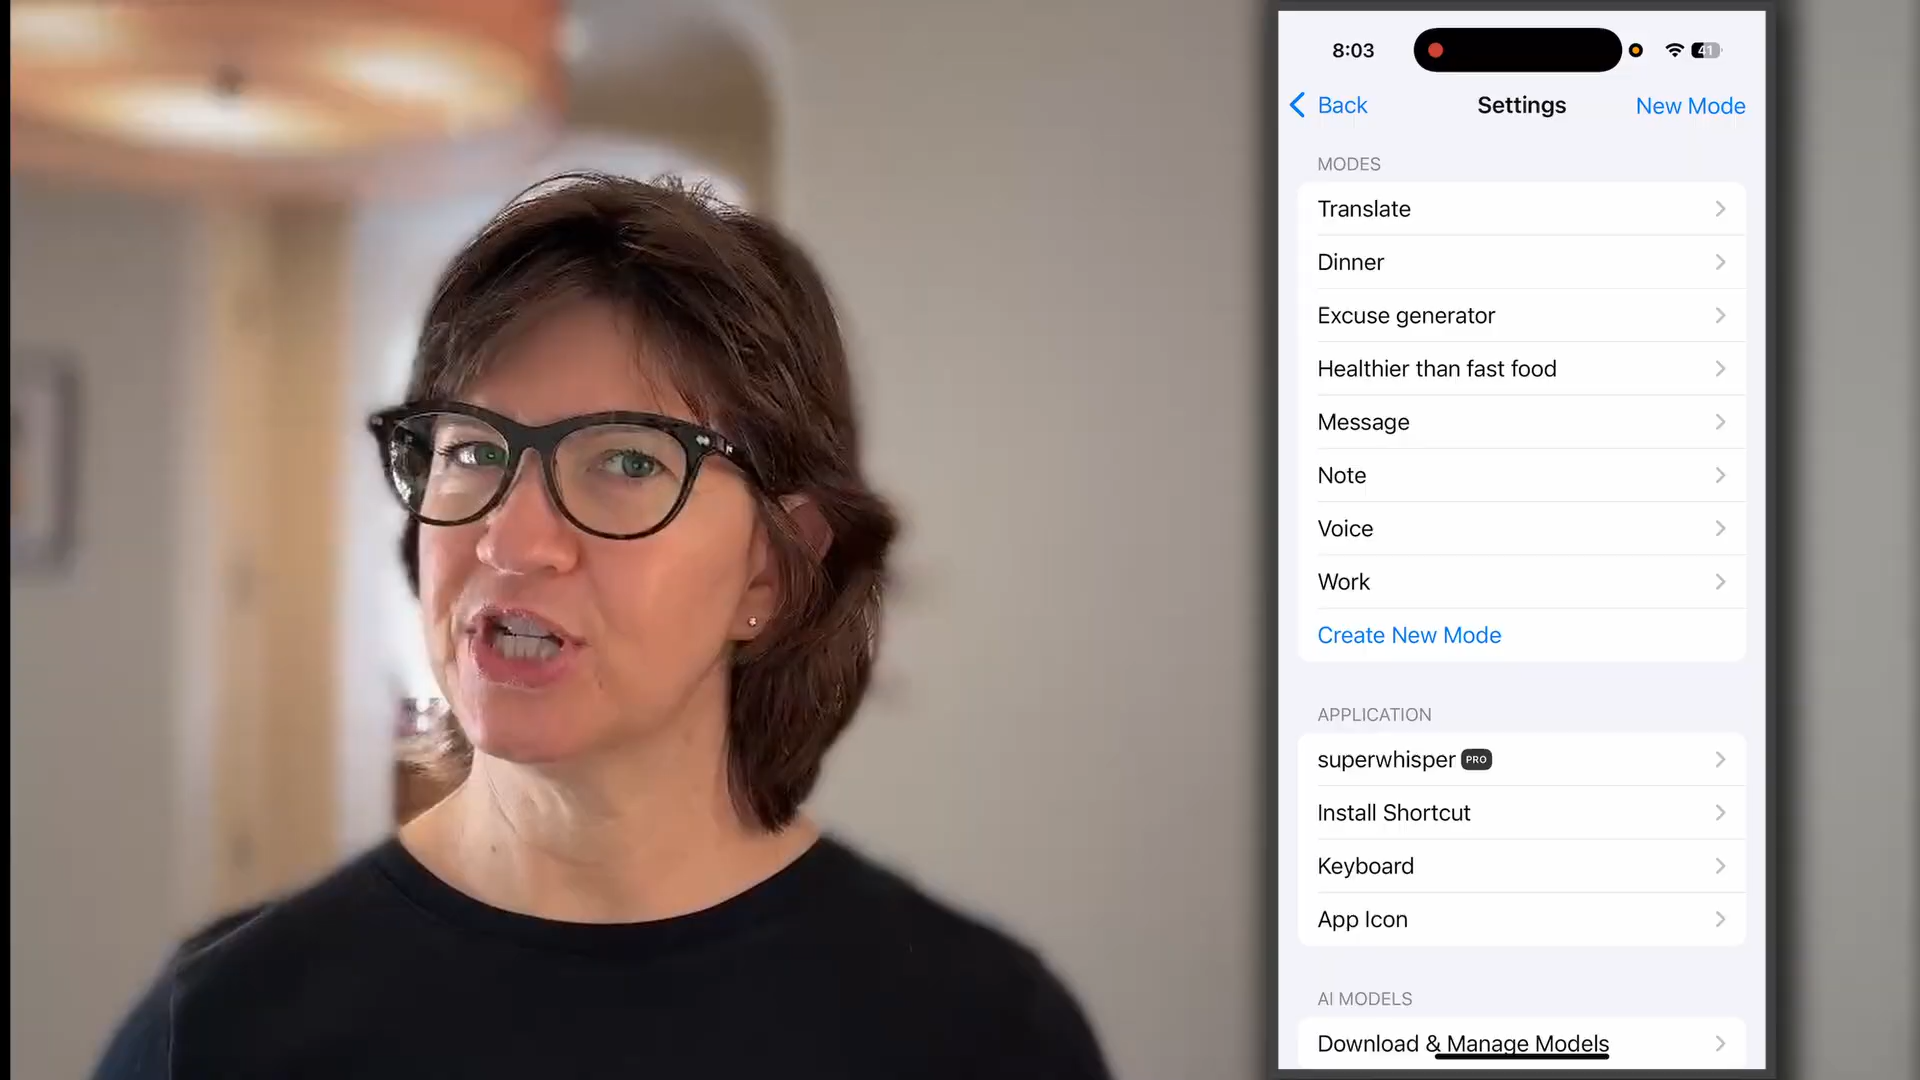 8:03
41
Back
Settings
New Mode
MODES
Translate
Dinner
Excuse generator
Healthier than fast food
Message
Note
Voice
Work
Create New Mode
APPLICATION
superwhisper PRO
Install Shortcut
Keyboard
App Icon
AI MODELS
Download & Manage Models